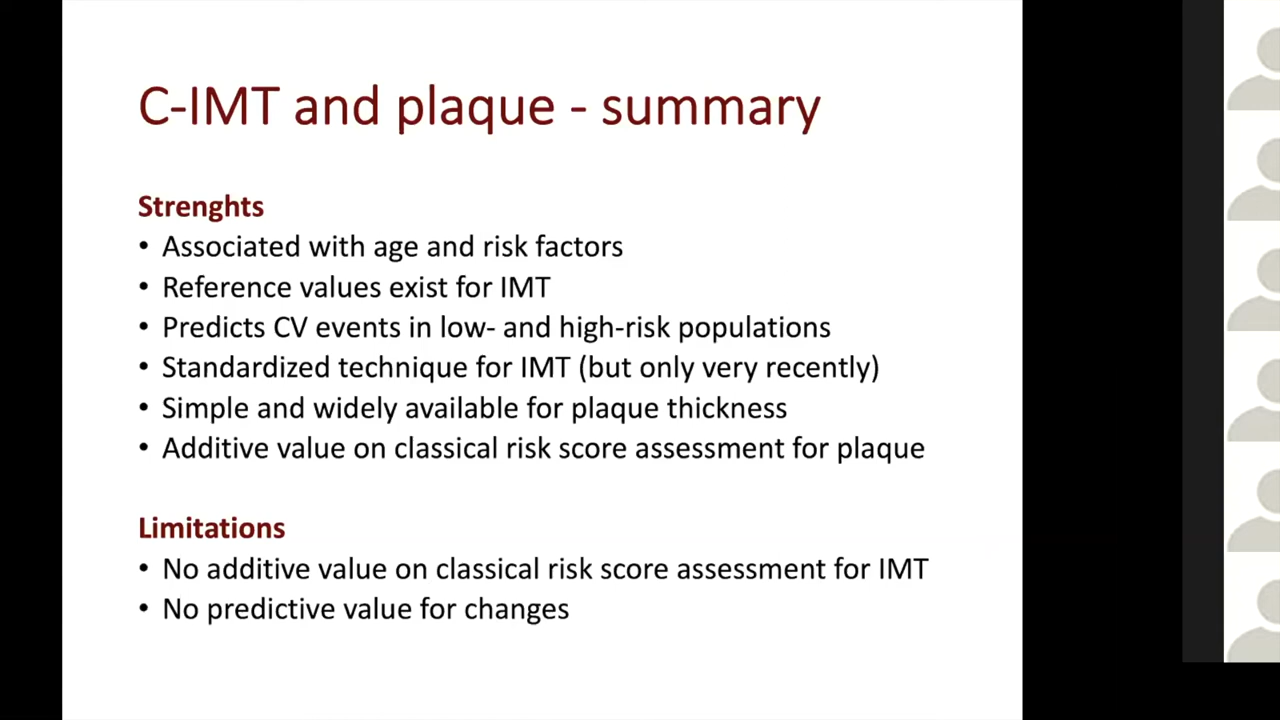 C-IMT and plaque - summary
Strenghts
• Associated with age and risk factors
• Reference values exist for IMT
• Predicts CV events in low- and high-risk populations
• Standardized technique for IMT (but only very recently)
• Simple and widely available for plaque thickness
• Additive value on classical risk score assessment for plaque
Limitations
• No additive value on classical risk score assessment for IMT
• No predictive value for changes